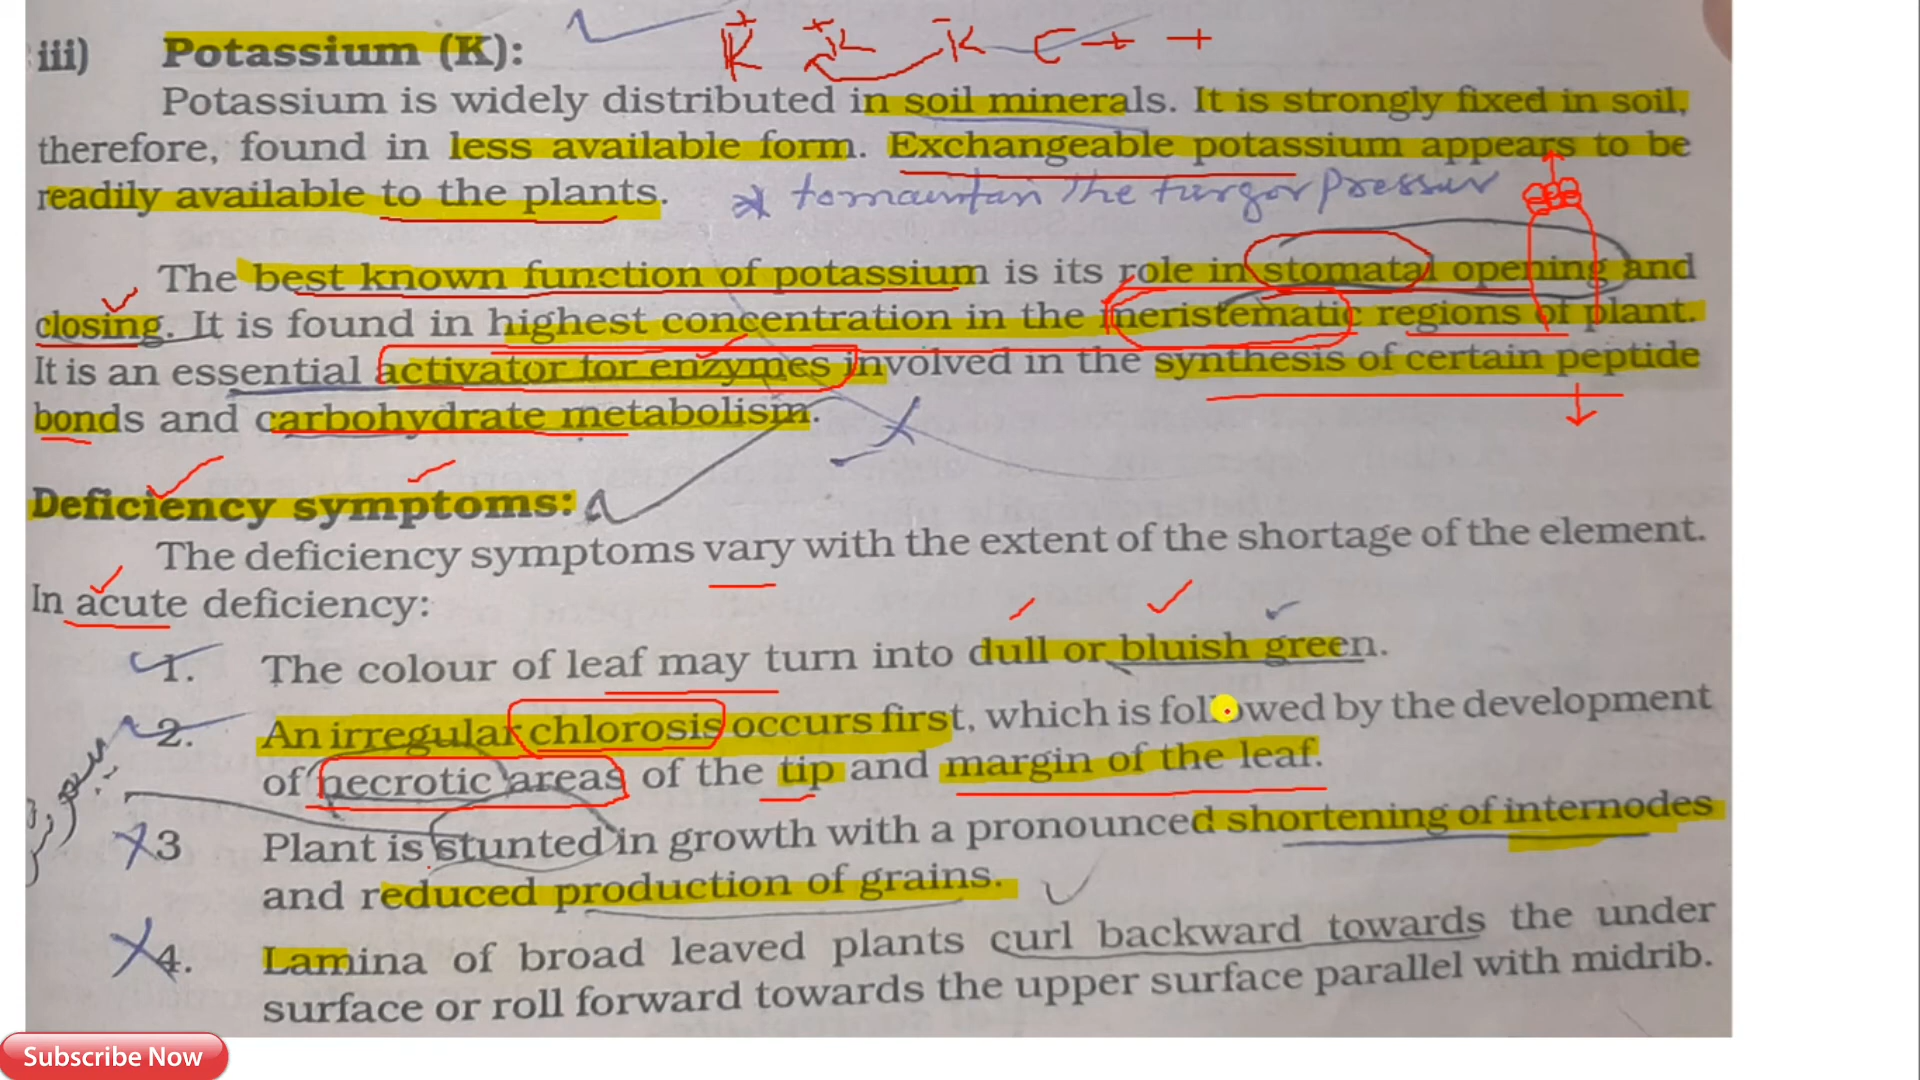 K+ +K K C + +
iii) Potassium (K):
Potassium is widely distributed in soil minerals. It is strongly fixed in soil,
therefore, found in less available form. Exchangeable potassium appears to be
readily available to the plants.
to maintan The turgor Pressur
The best known function of potassium is its role in stomatal opening and
closing. It is found in highest concentration in the meristematic regions of plant.
It is an essential activator for enzymes involved in the synthesis of certain peptide
bonds and carbohydrate metabolism.
Deficiency symptoms:
The deficiency symptoms vary with the extent of the shortage of the element.
In acute deficiency:
1. The colour of leaf may turn into dull or bluish green.
2. An irregular chlorosis occurs first, which is followed by the development
of necrotic areas of the tip and margin of the leaf.
3 Plant is stunted in growth with a pronounced shortening of internodes
and reduced production of grains.
4. Lamina of broad leaved plants curl backward towards the under
surface or roll forward towards the upper surface parallel with midrib.
Subscribe Now